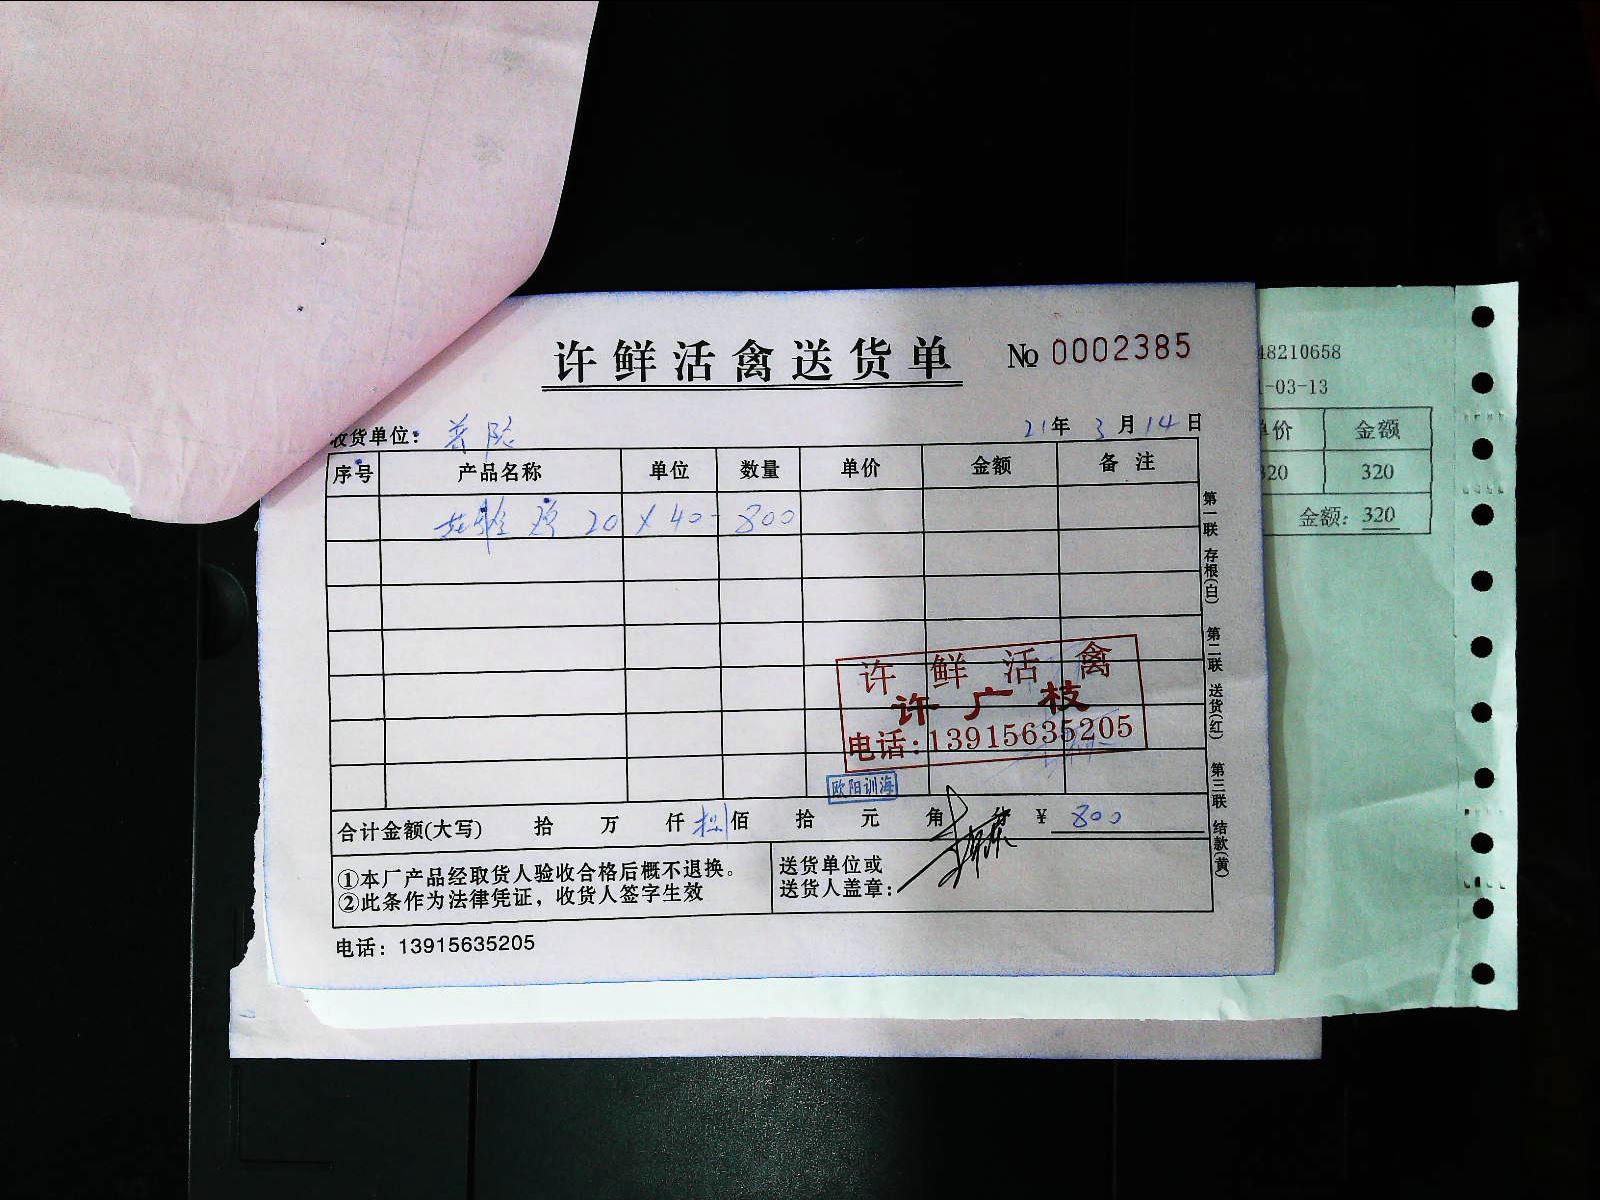 许鲜活禽送货单 № 0002385
收货单位： 21年 3月14日
序号 产品名称 单位 数量 单价 金额 备注
20 × 40 = 800
第一联 存根(白) 第二联 送货(红) 第三联 结款(黄)
许鲜活禽
许广枝
电话：13915635205
欧阳训海
合计金额(大写) 拾 万 仟 捌佰 拾 元 角 分 ¥ 800
①本厂产品经取货人验收合格后概不退换。
②此条作为法律凭证，收货人签字生效
送货单位或
送货人盖章：
电话：13915635205
48210658
-03-13
单价 金额
320 320
金额：320